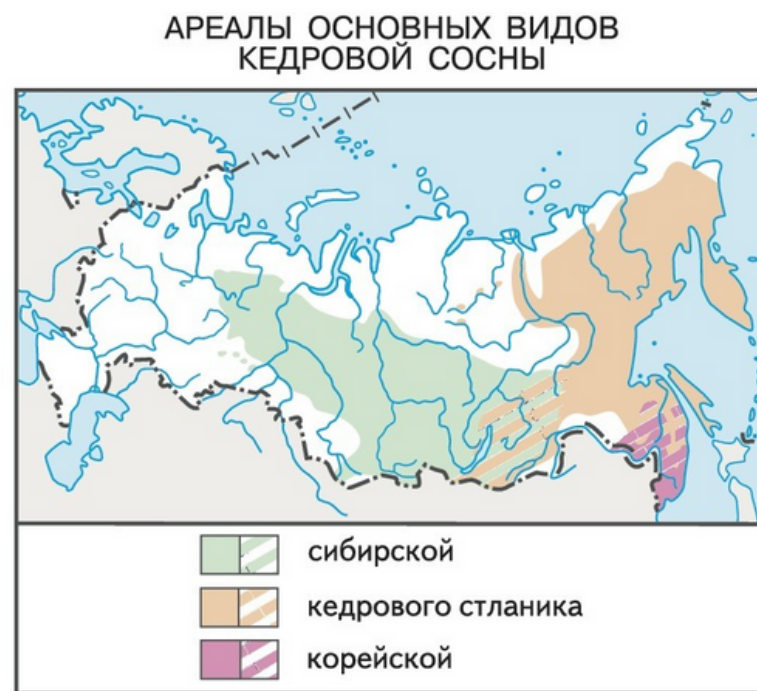 АРЕАЛЫ ОСНОВНЫХ ВИДОВ
КЕДРОВОЙ СОСНЫ
сибирской
кедрового стланика
корейской